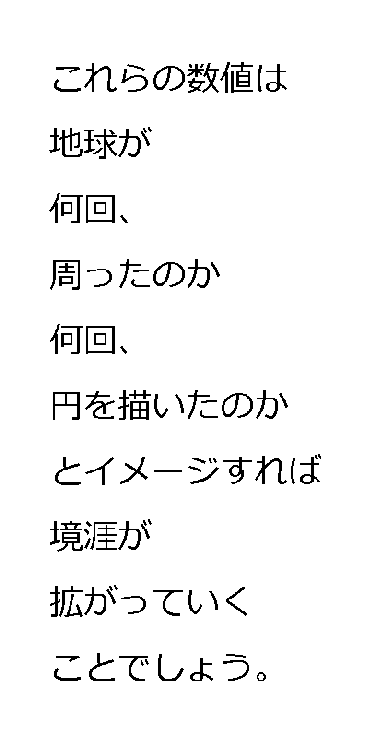 これらの数値は
地球が
何回、
周ったのか
何回、
円を描いたのか
とイメージすれば
境涯が
拡がっていく
ことでしょう。